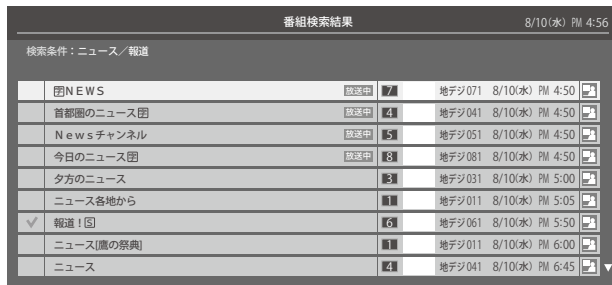 番組検索結果 8/10(水) PM 4:56
検索条件：ニュース／報道
🈑NEWS 放送中 7 地デジ071 8/10(水) PM 4:50
首都圏のニュース🈑 放送中 4 地デジ041 8/10(水) PM 4:50
Newsチャンネル 放送中 5 地デジ051 8/10(水) PM 4:50
今日のニュース🈑 放送中 8 地デジ081 8/10(水) PM 4:50
夕方のニュース 3 地デジ031 8/10(水) PM 5:00
ニュース各地から 1 地デジ011 8/10(水) PM 5:05
報道！🅂 6 地デジ061 8/10(水) PM 5:50
ニュース[鷹の祭典] 1 地デジ011 8/10(水) PM 6:00
ニュース 4 地デジ041 8/10(水) PM 6:45